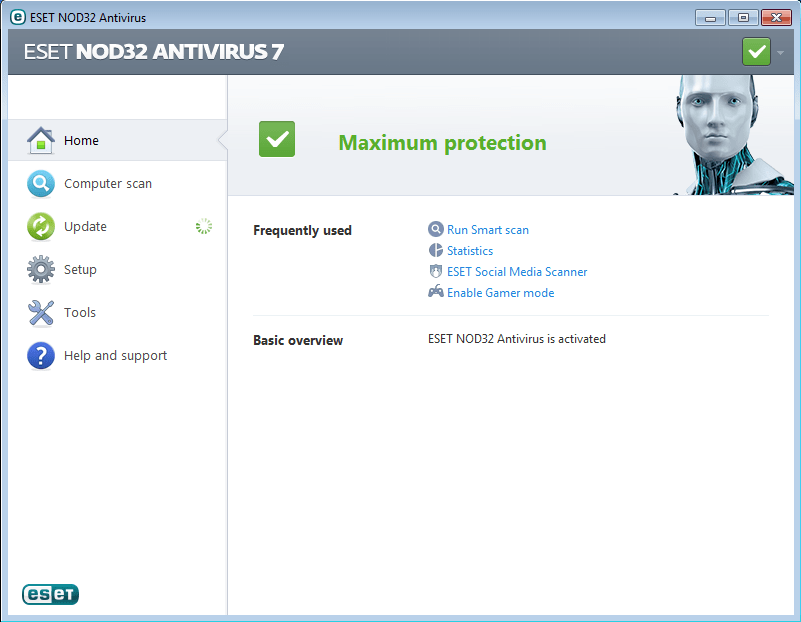 ESET NOD32 Antivirus
ESET NOD32 ANTIVIRUS 7
Home
Computer scan
Update
Setup
Tools
Help and support
Maximum protection
Frequently used
Run Smart scan
Statistics
ESET Social Media Scanner
Enable Gamer mode
Basic overview
ESET NOD32 Antivirus is activated
eseT